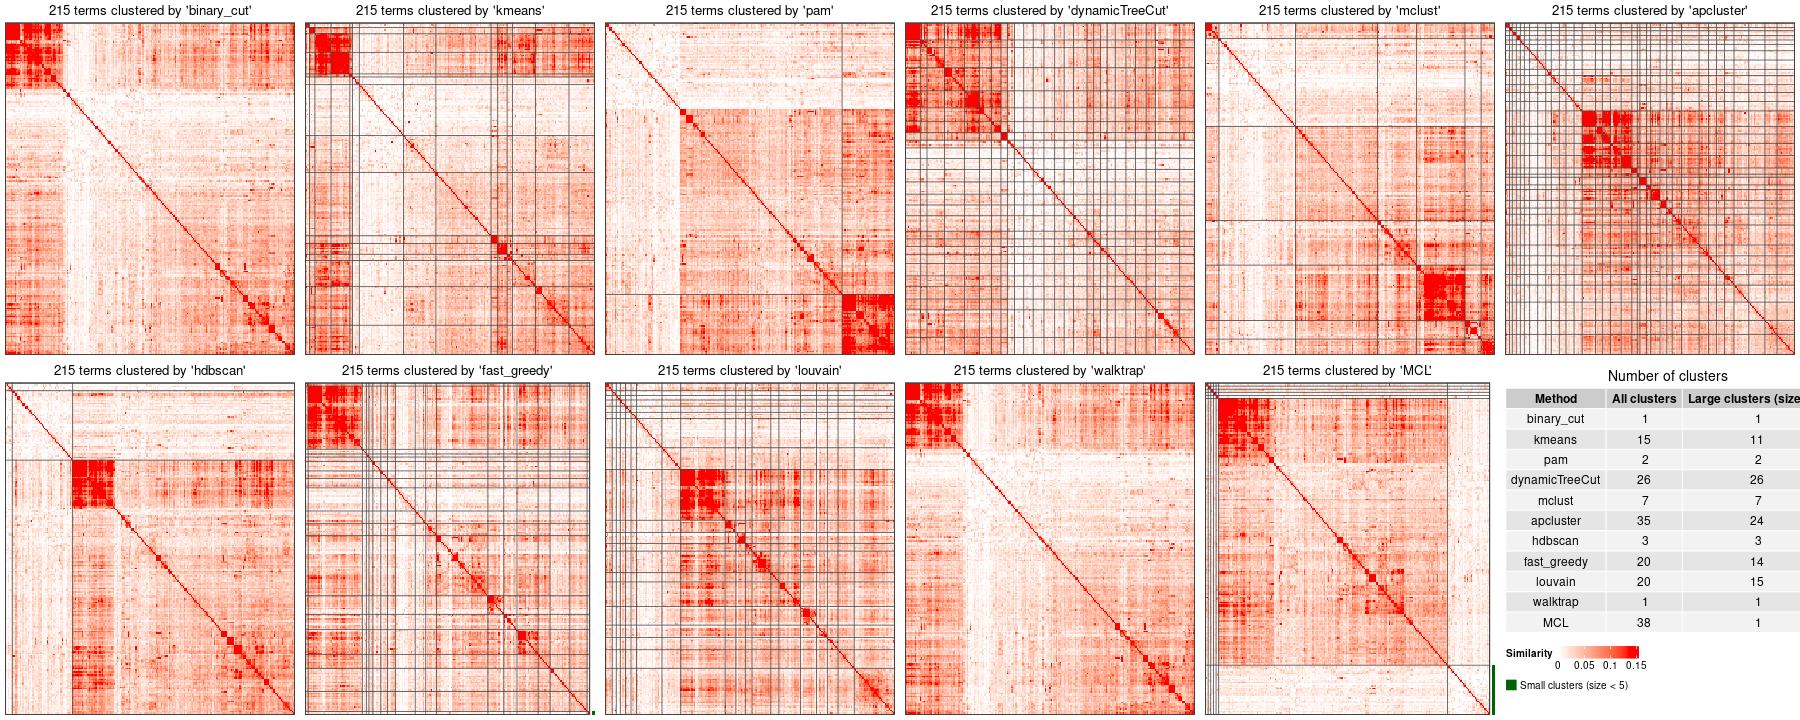 215 terms clustered by 'binary_cut'
215 terms clustered by 'kmeans'
215 terms clustered by 'pam'
215 terms clustered by 'dynamicTreeCut'
215 terms clustered by 'mclust'
215 terms clustered by 'apcluster'
215 terms clustered by 'hdbscan'
215 terms clustered by 'fast_greedy'
215 terms clustered by 'louvain'
215 terms clustered by 'walktrap'
215 terms clustered by 'MCL'
Number of clusters
Method All clusters Large clusters (size
binary_cut 1 1
kmeans 15 11
pam 2 2
dynamicTreeCut 26 26
mclust 7 7
apcluster 35 24
hdbscan 3 3
fast_greedy 20 14
louvain 20 15
walktrap 1 1
MCL 38 1
Similarity
0 0.05 0.1 0.15
Small clusters (size < 5)